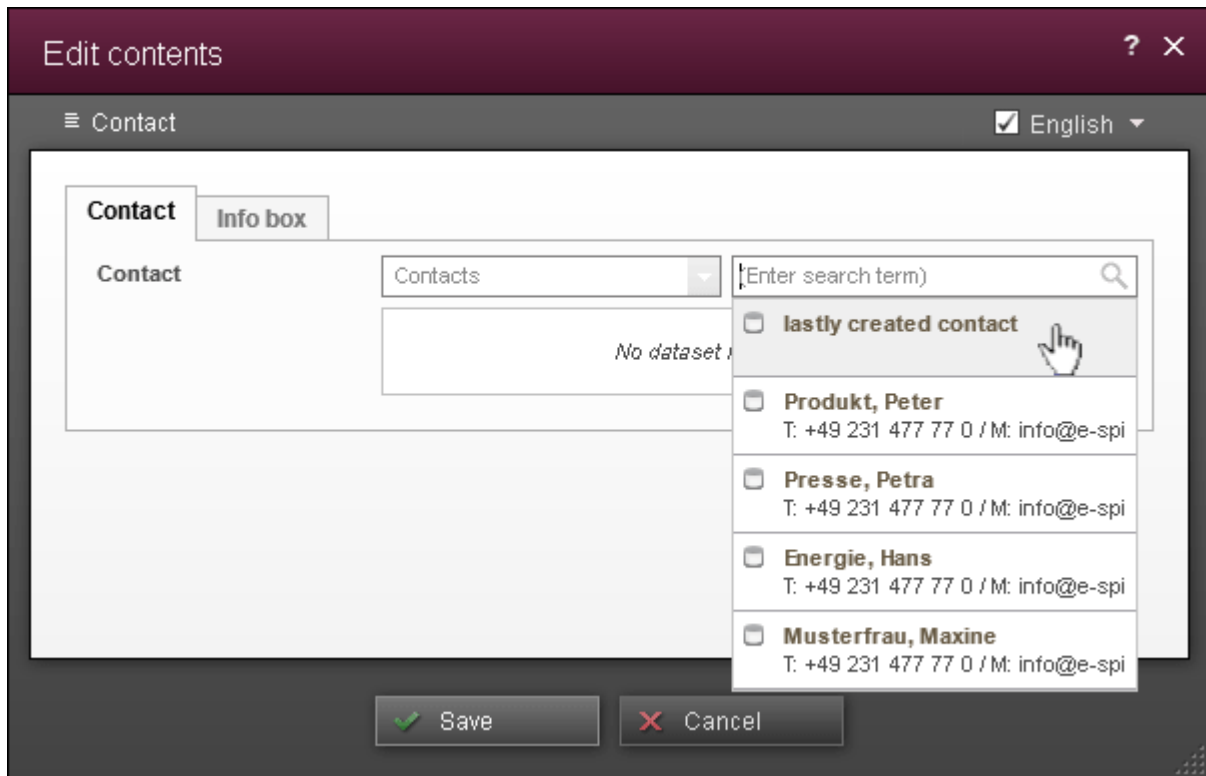 Edit contents
?
Contact
English
Contact
Info box
Contact
Contacts
(Enter search term)
lastly created contact
No dataset
Produkt, Peter
T: +49 231 477 77 0 / M: info@e-spi
Presse, Petra
T: +49 231 477 77 0 / M: info@e-spi
Energie, Hans
T: +49 231 477 77 0 / M: info@e-spi
Musterfrau, Maxine
T: +49 231 477 77 0 / M: info@e-spi
Save
Cancel